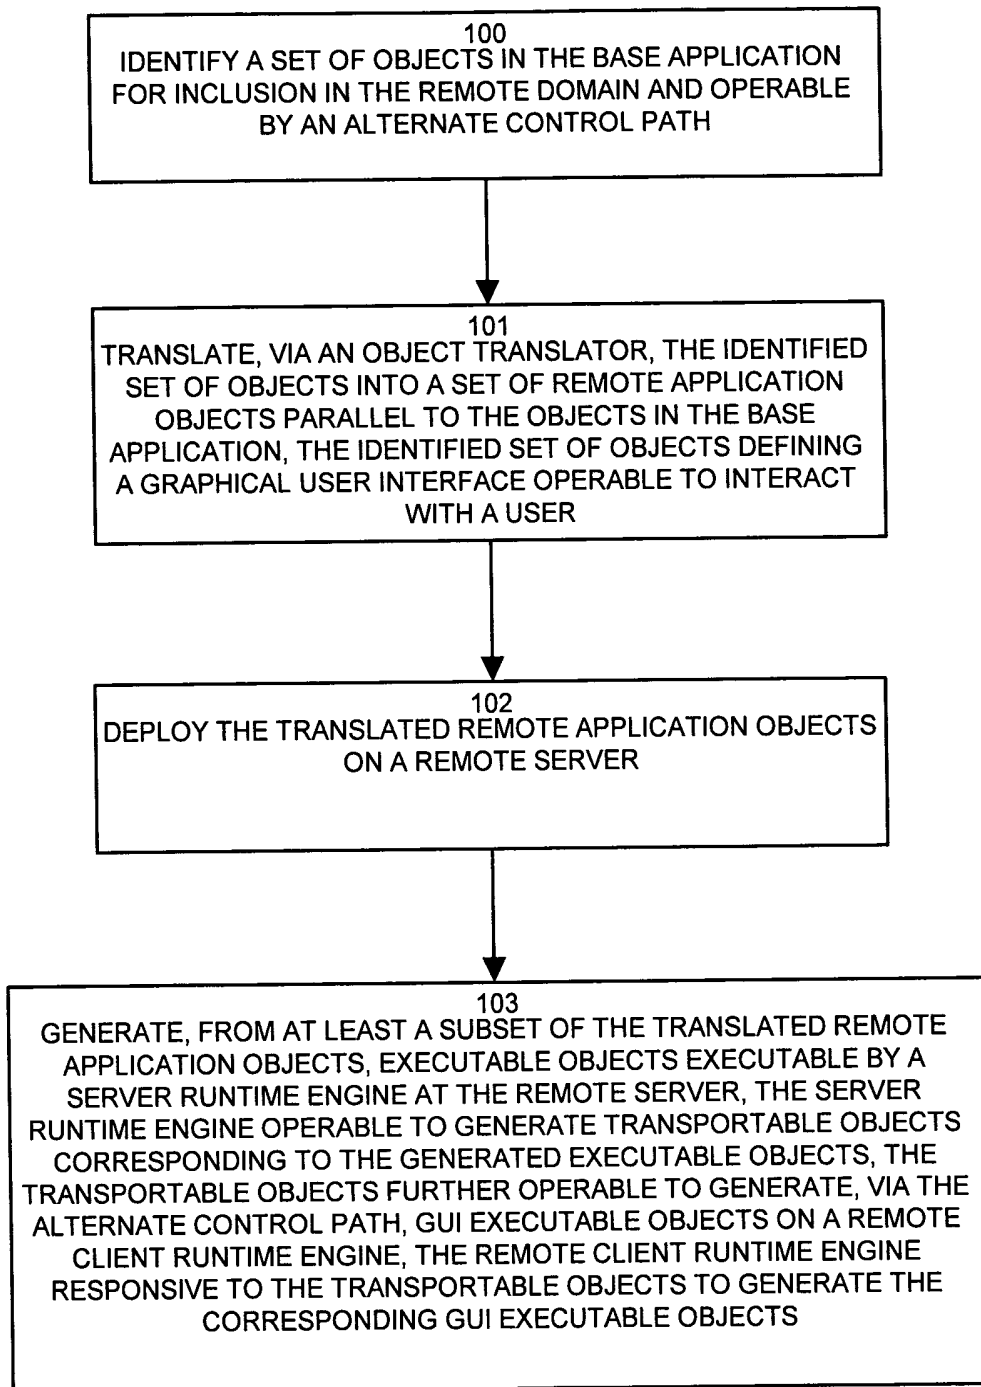 100
IDENTIFY A SET OF OBJECTS IN THE BASE APPLICATION
FOR INCLUSION IN THE REMOTE DOMAIN AND OPERABLE
BY AN ALTERNATE CONTROL PATH
101
TRANSLATE, VIA AN OBJECT TRANSLATOR, THE IDENTIFIED
SET OF OBJECTS INTO A SET OF REMOTE APPLICATION
OBJECTS PARALLEL TO THE OBJECTS IN THE BASE
APPLICATION, THE IDENTIFIED SET OF OBJECTS DEFINING
A GRAPHICAL USER INTERFACE OPERABLE TO INTERACT
WITH A USER
102
DEPLOY THE TRANSLATED REMOTE APPLICATION OBJECTS
ON A REMOTE SERVER
103
GENERATE, FROM AT LEAST A SUBSET OF THE TRANSLATED REMOTE
APPLICATION OBJECTS, EXECUTABLE OBJECTS EXECUTABLE BY A
SERVER RUNTIME ENGINE AT THE REMOTE SERVER, THE SERVER
RUNTIME ENGINE OPERABLE TO GENERATE TRANSPORTABLE OBJECTS
CORRESPONDING TO THE GENERATED EXECUTABLE OBJECTS, THE
TRANSPORTABLE OBJECTS FURTHER OPERABLE TO GENERATE, VIA THE
ALTERNATE CONTROL PATH, GUI EXECUTABLE OBJECTS ON A REMOTE
CLIENT RUNTIME ENGINE, THE REMOTE CLIENT RUNTIME ENGINE
RESPONSIVE TO THE TRANSPORTABLE OBJECTS TO GENERATE THE
CORRESPONDING GUI EXECUTABLE OBJECTS